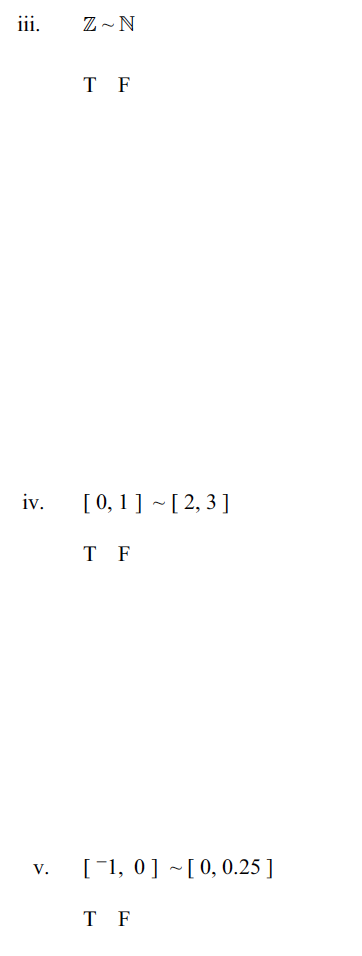 iii. ℤ ~ ℕ
T F
iv. [ 0, 1 ] ~ [ 2, 3 ]
T F
v. [ ⁻1, 0 ] ~ [ 0, 0.25 ]
T F